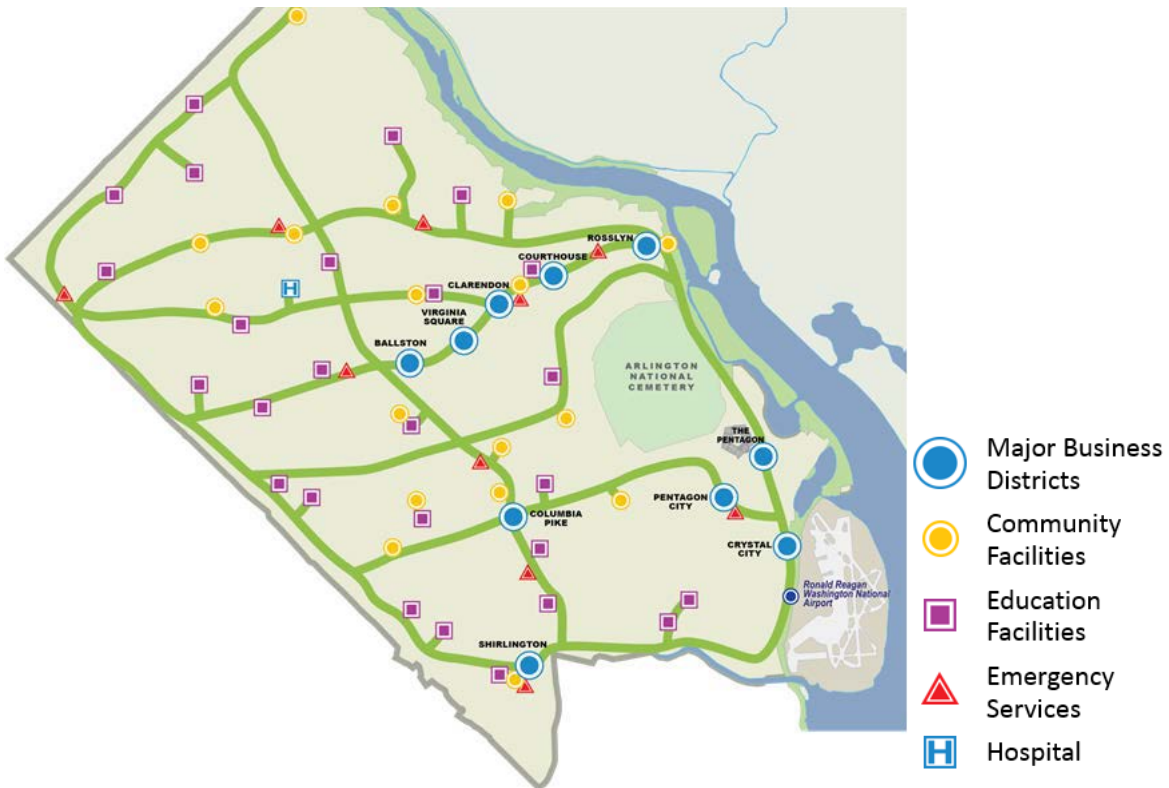 ROSSLYN
COURTHOUSE
CLARENDON
VIRGINIA
SQUARE
BALLSTON
ARLINGTON
NATIONAL
CEMETERY
THE
PENTAGON
PENTAGON
CITY
COLUMBIA
PIKE
CRYSTAL
CITY
Ronald Reagan
Washington National
Airport
SHIRLINGTON
H
Major Business
Districts
Community
Facilities
Education
Facilities
Emergency
Services
H
Hospital